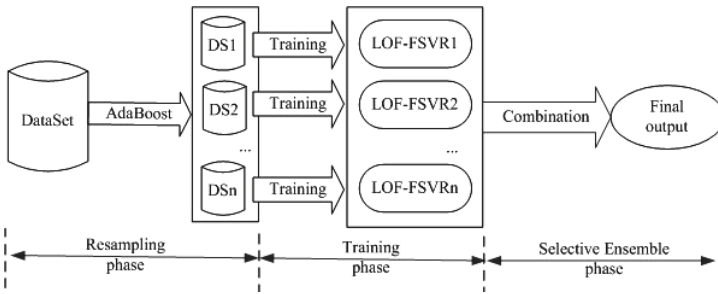 DataSet
AdaBoost
DS1
DS2
...
DSn
Training
Training
Training
LOF-FSVR1
LOF-FSVR2
...
LOF-FSVRn
Combination
Final
output
Resampling
phase
Training
phase
Selective Ensemble
phase